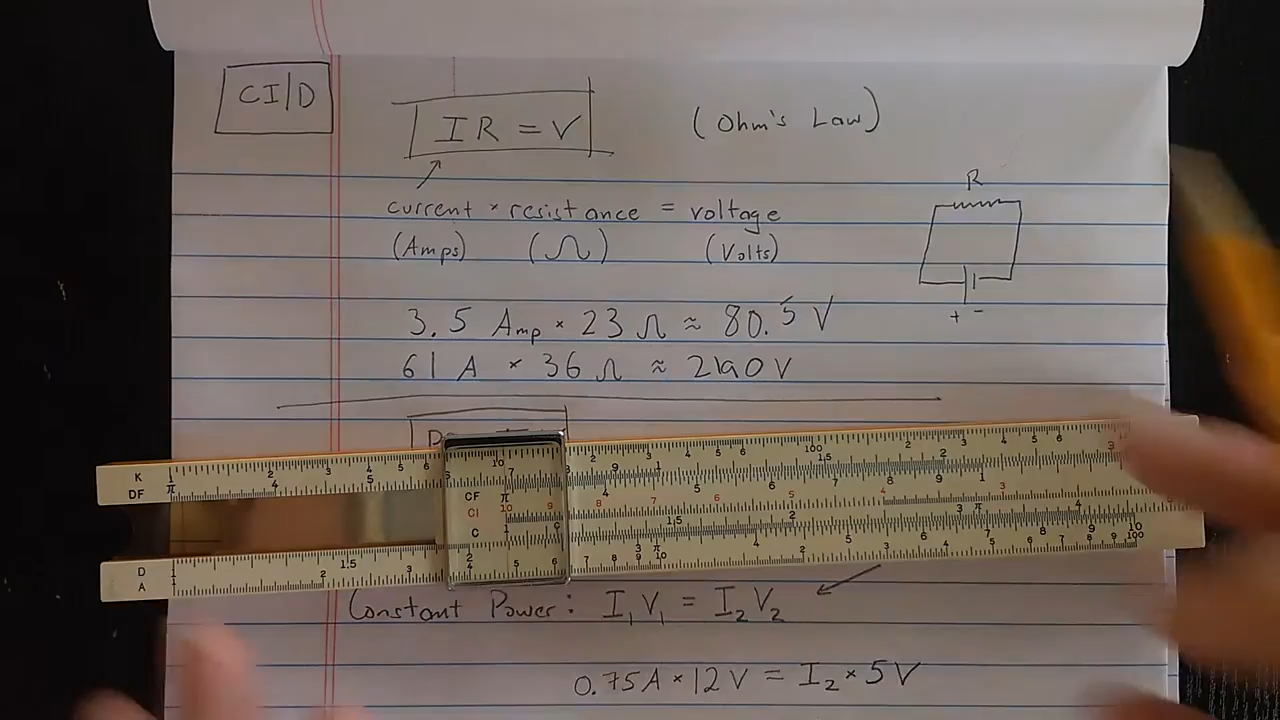 CI/D
IR = V (Ohm's Law)
R
current × resistance = voltage
(Amps) (Ω) (Volts)
+ -
3.5 Amp × 23 Ω ≈ 80.5 V
61 A × 36 Ω ≈ 2190 V
K
DF
CF
CI
C
D
A
Constant Power: I₁V₁ = I₂V₂
0.75A × 12V = I₂ × 5V